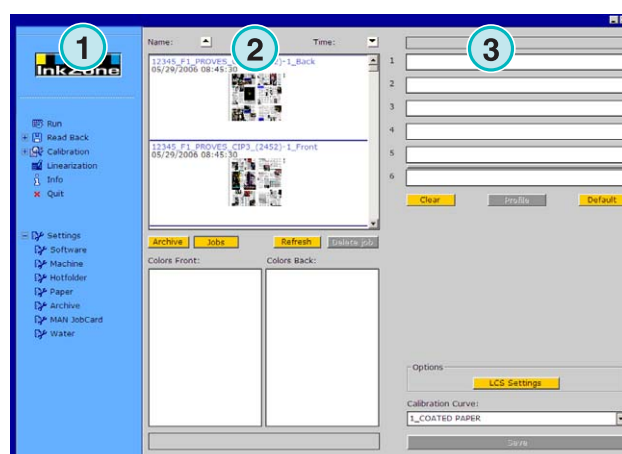 1
InkZone
Run
Read Back
Calibration
Linearization
Info
Quit
Settings
Software
Machine
Hotfolder
Paper
Archive
MAN JobCard
Water
2
Name: Time:
12345_F1_PROVES_C (2452)-1_Back
05/29/2006 08:45:30
12345_F1_PROVES_CIP3_(2452)-1_Front
05/29/2006 08:45:30
Archive Jobs Refresh Delete job
Colors Front: Colors Back:
3
1
2
3
4
5
6
Clear Profile Default
Options
LCS Settings
Calibration Curve:
1_COATED PAPER
Save